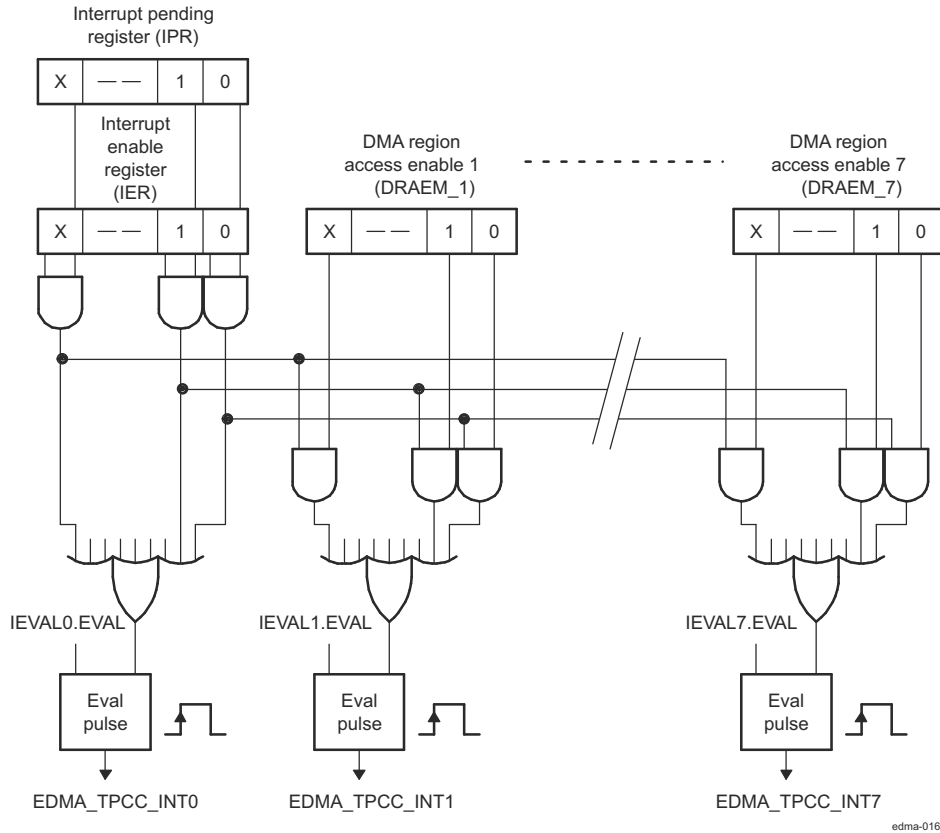 Interrupt pending
register (IPR)
X — — 1 0
Interrupt
enable
register
(IER)
X — — 1 0
DMA region
access enable 1
(DRAEM_1)
X — — 1 0
DMA region
access enable 7
(DRAEM_7)
X — — 1 0
IEVAL0.EVAL
IEVAL1.EVAL
IEVAL7.EVAL
Eval
pulse
Eval
pulse
Eval
pulse
EDMA_TPCC_INT0
EDMA_TPCC_INT1
EDMA_TPCC_INT7
edma-016